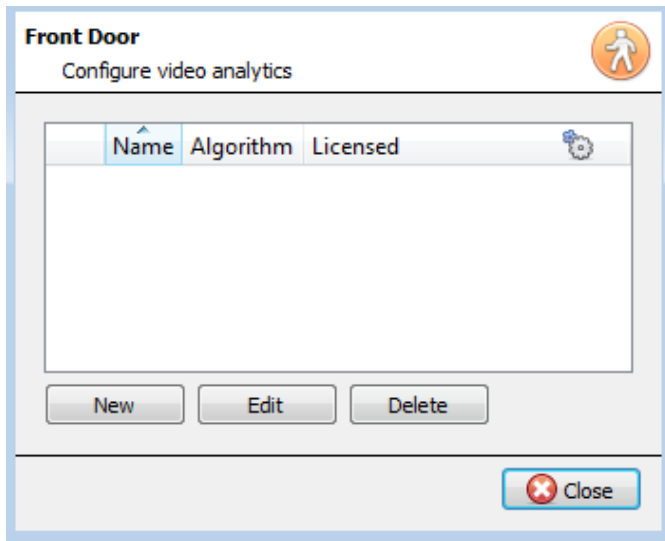 Front Door
Configure video analytics
Name Algorithm Licensed
New Edit Delete
Close